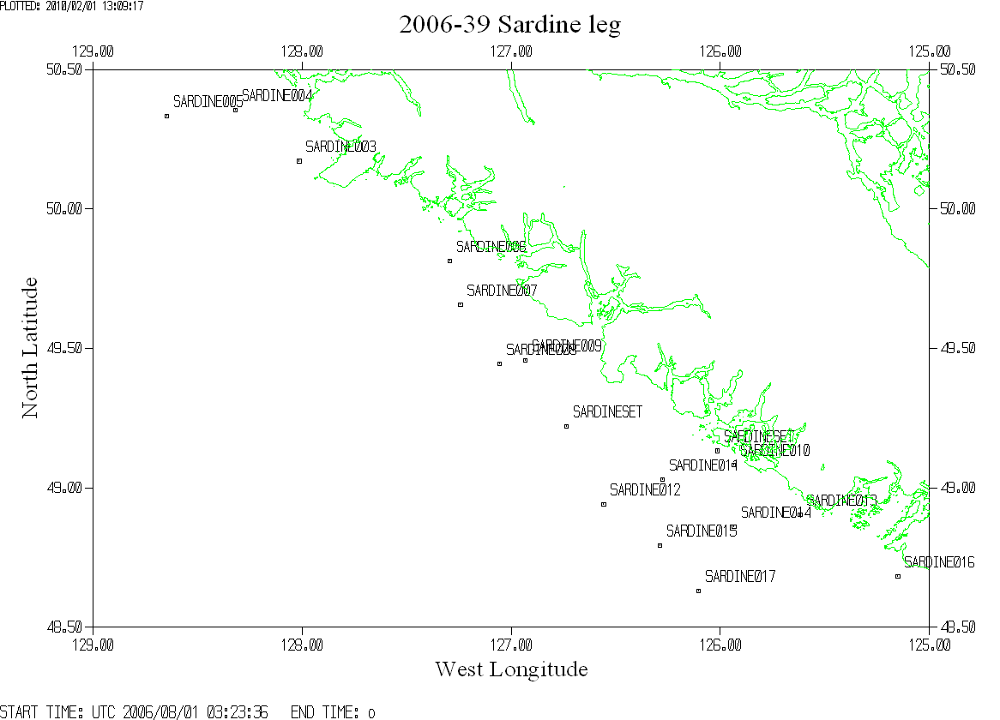 PLOTTED: 2010/02/01 13:09:17
2006-39 Sardine leg
129.00 128.00 127.00 126.00 125.00
50.50 50.50
SARDINE005 SARDINE004
SARDINE003
50.00 50.00
SARDINE006
SARDINE007
49.50 49.50
SARDINE008 SARDINE009
SARDINESET
SARDINESET
SARDINE010
SARDINE011
49.00 49.00
SARDINE012
SARDINE013
SARDINE014
SARDINE015
SARDINE016
SARDINE017
48.50 48.50
129.00 128.00 127.00 126.00 125.00
North Latitude
West Longitude
START TIME: UTC 2006/08/01 03:23:36 END TIME: o